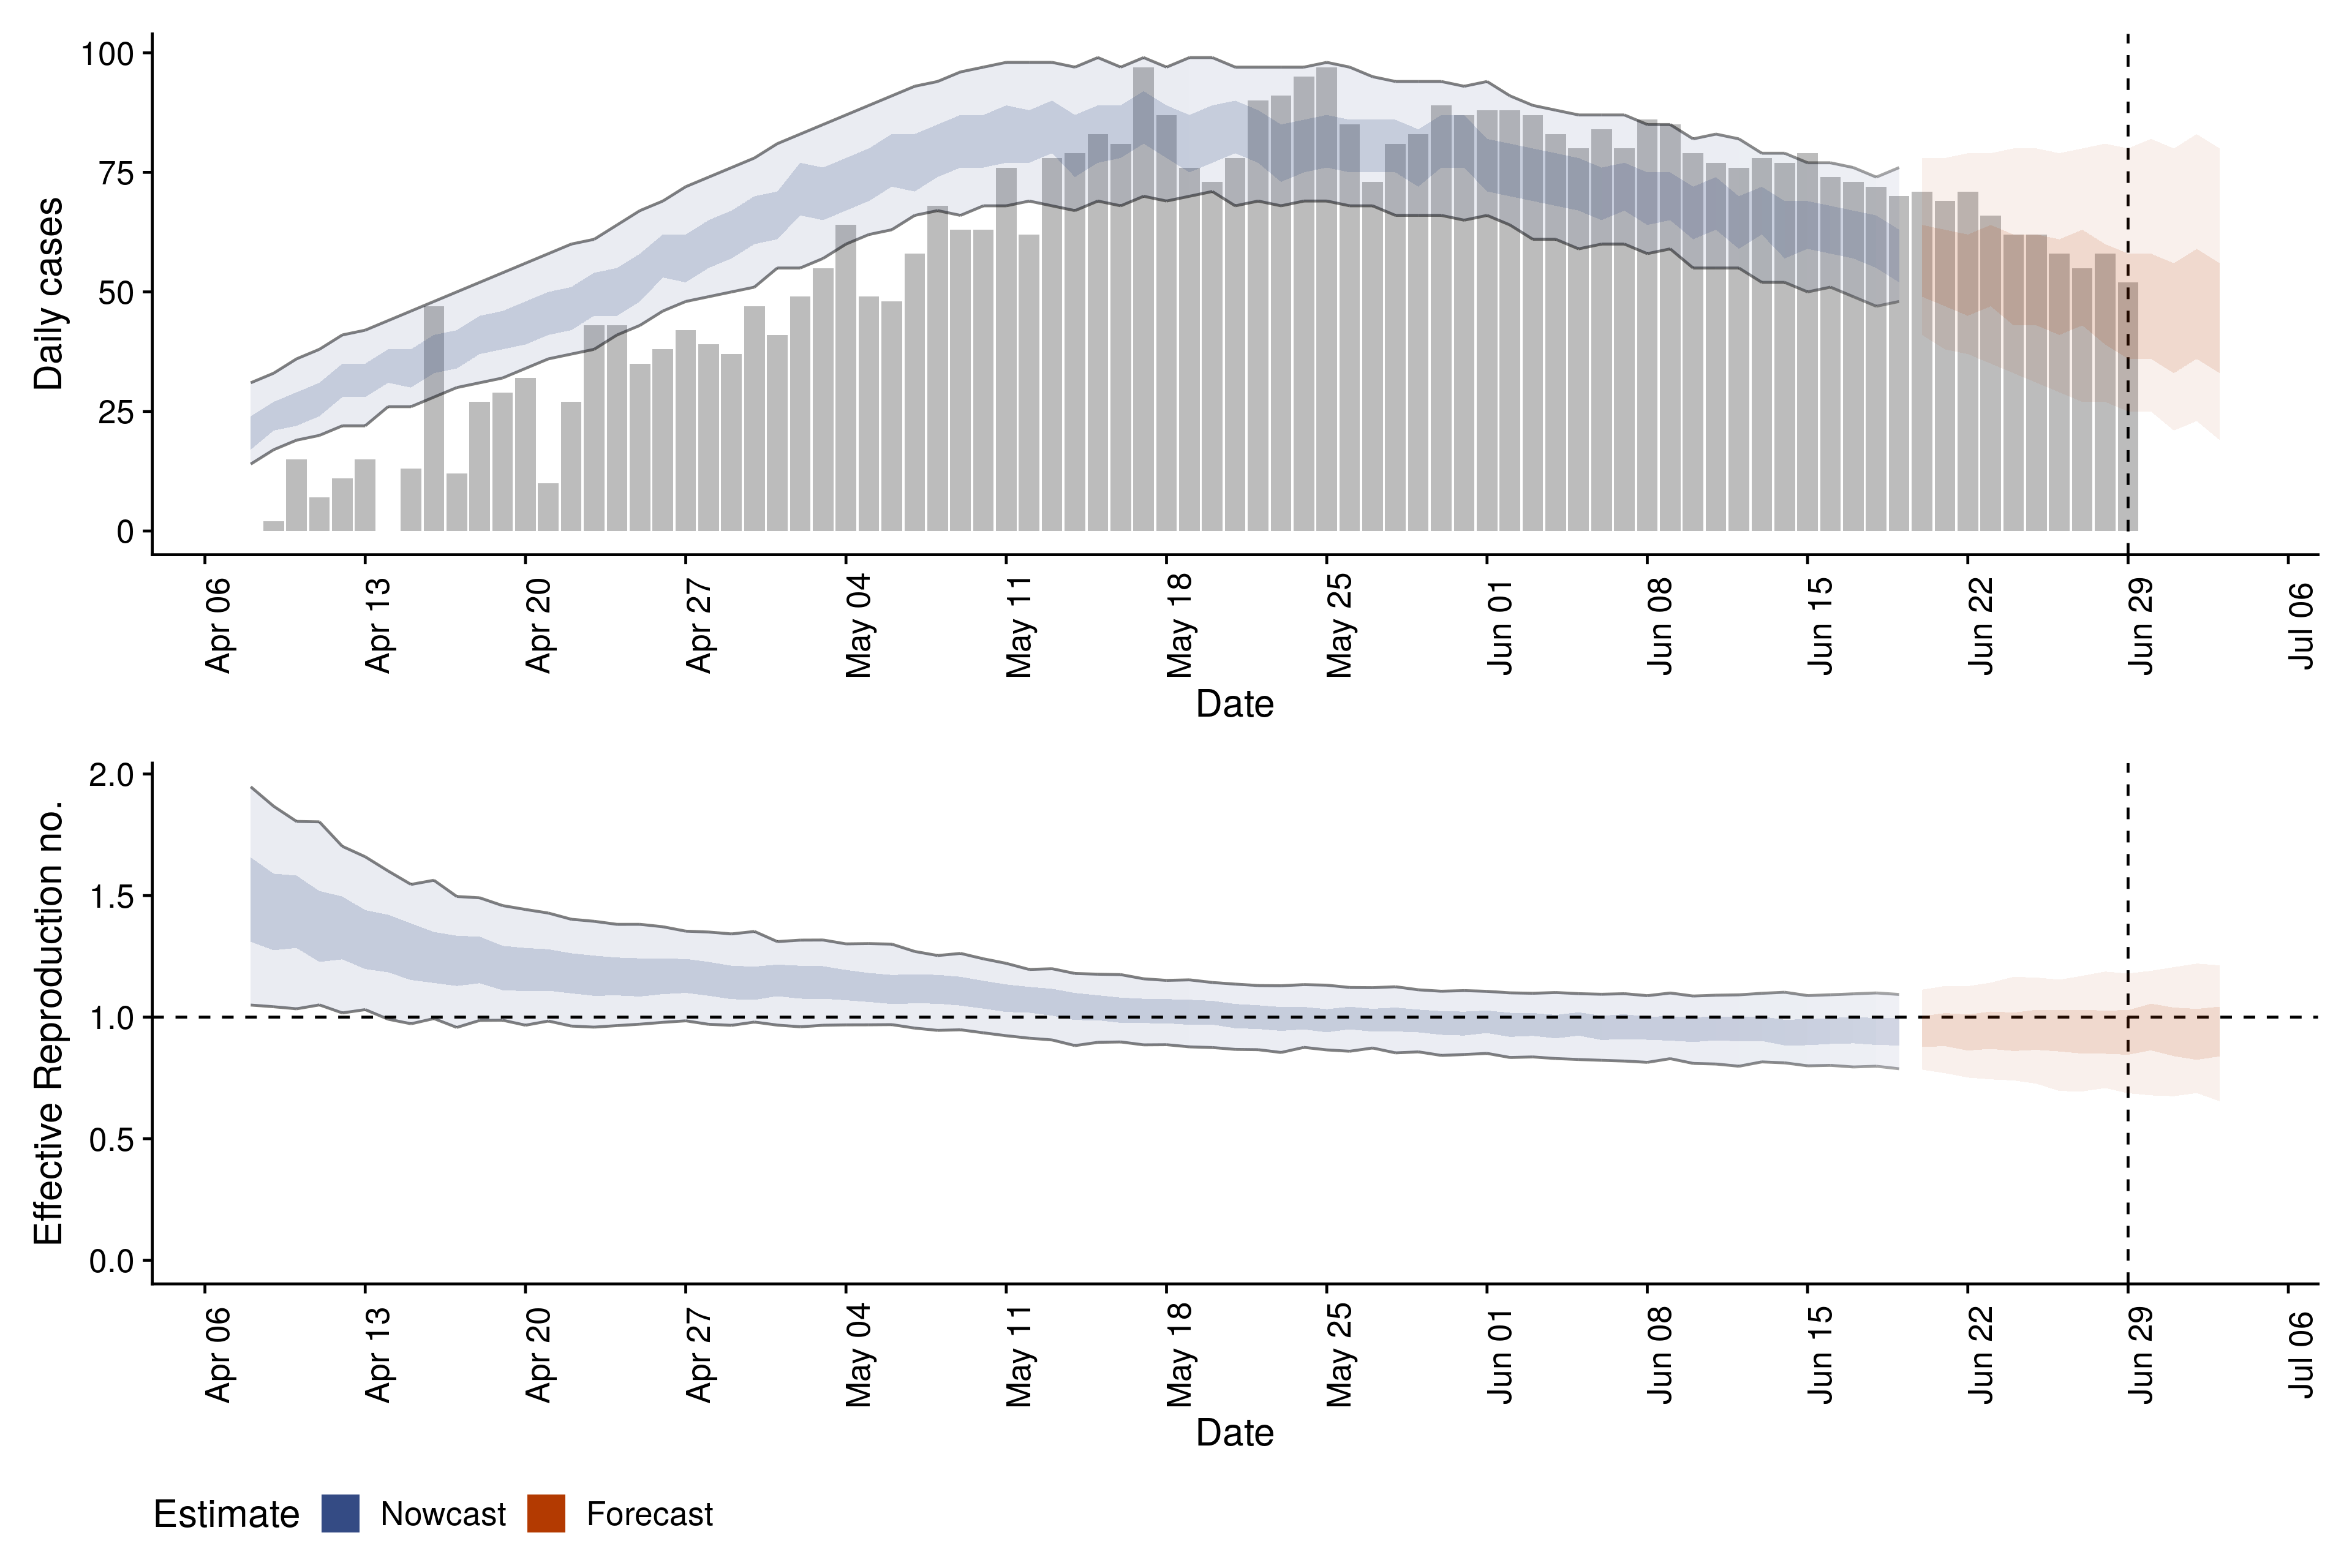 Daily cases
100
75
50
25
0
Apr 06
Apr 13
Apr 20
Apr 27
May 04
May 11
May 18
May 25
Jun 01
Jun 08
Jun 15
Jun 22
Jun 29
Jul 06
Date
Effective Reproduction no.
2.0
1.5
1.0
0.5
0.0
Apr 06
Apr 13
Apr 20
Apr 27
May 04
May 11
May 18
May 25
Jun 01
Jun 08
Jun 15
Jun 22
Jun 29
Jul 06
Date
Estimate Nowcast Forecast